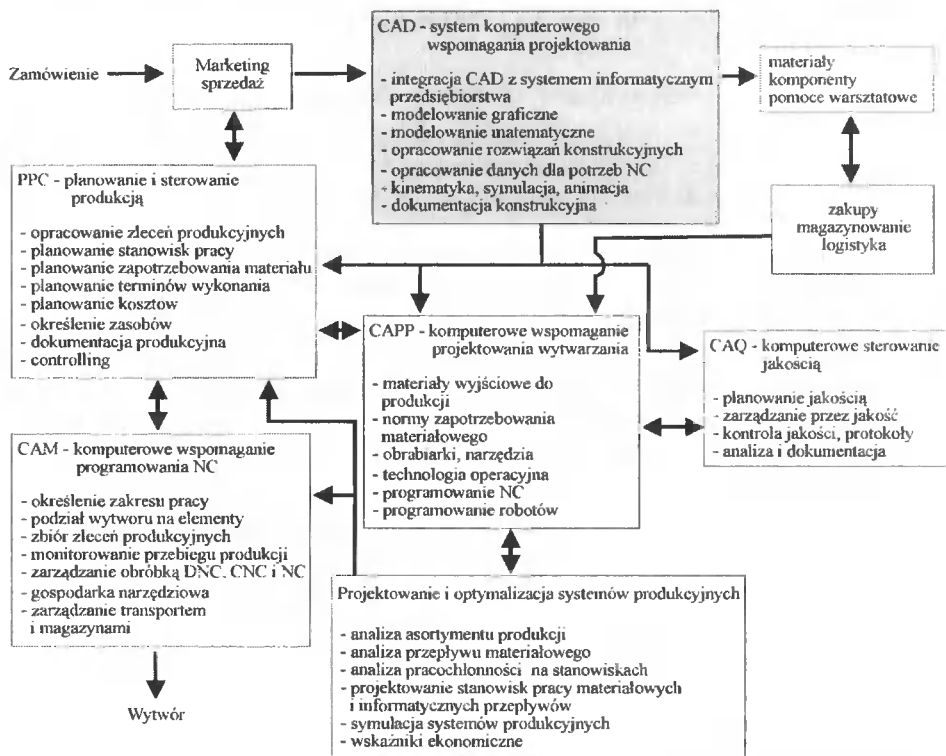 Zamówienie
Marketing
sprzedaż
CAD - system komputerowego
wspomagania projektowania
- integracja CAD z systemem informatycznym
przedsiębiorstwa
- modelowanie graficzne
- modelowanie matematyczne
- opracowanie rozwiązań konstrukcyjnych
- opracowanie danych dla potrzeb NC
- kinematyka, symulacja, animacja
- dokumentacja konstrukcyjna
materiały
komponenty
pomoce warsztatowe
PPC - planowanie i sterowanie
produkcją
- opracowanie zleceń produkcyjnych
- planowanie stanowisk pracy
- planowanie zapotrzebowania materiału
- planowanie terminów wykonania
- planowanie kosztow
- określenie zasobów
- dokumentacja produkcyjna
- controlling
zakupy
magazynowanie
logistyka
CAPP - komputerowe wspomaganie
projektowania wytwarzania
- materiały wyjściowe do
produkcji
- normy zapotrzebowania
materiałowego
- obrabiarki, narzędzia
- technologia operacyjna
- programowanie NC
- programowanie robotów
CAQ - komputerowe sterowanie
jakością
- planowanie jakością
- zarządzanie przez jakość
- kontrola jakości, protokoły
- analiza i dokumentacja
CAM - komputerowe wspomaganie
programowania NC
- określenie zakresu pracy
- podział wytworu na elementy
- zbiór zleceń produkcyjnych
- monitorowanie przebiegu produkcji
- zarządzanie obróbką DNC, CNC i NC
- gospodarka narzędziowa
- zarządzanie transportem
i magazynami
Projektowanie i optymalizacja systemów produkcyjnych
- analiza asortymentu produkcji
- analiza przepływu materiałowego
- analiza pracochłonności na stanowiskach
- projektowanie stanowisk pracy materiałowych
i informatycznych przepływów
- symulacja systemów produkcyjnych
- wskaźniki ekonomiczne
Wytwór